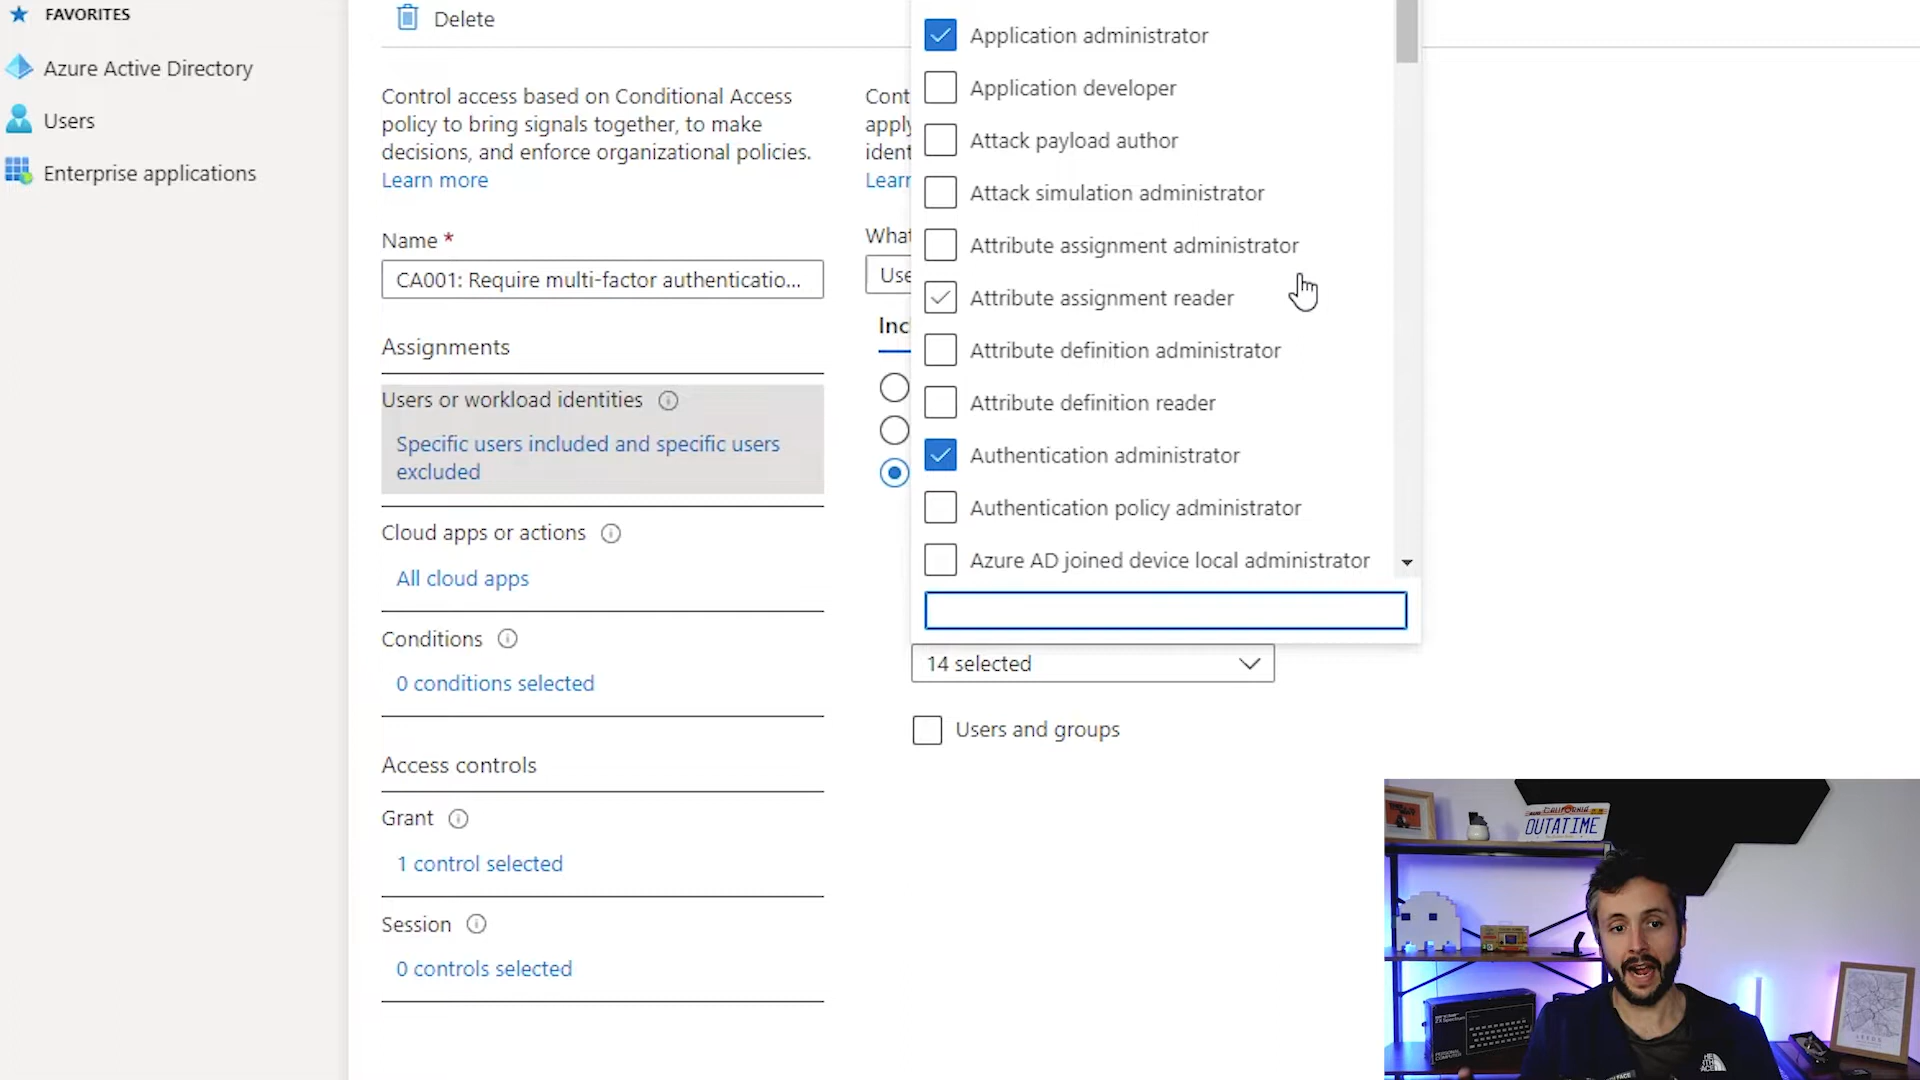 FAVORITES
Azure Active Directory
Users
Enterprise applications
Delete
Control access based on Conditional Access
policy to bring signals together, to make
decisions, and enforce organizational policies.
Learn more
Name *
CA001: Require multi-factor authenticatio...
Assignments
Users or workload identities
Specific users included and specific users
excluded
Cloud apps or actions
All cloud apps
Conditions
0 conditions selected
Access controls
Grant
1 control selected
Session
0 controls selected
Cont
apply
ident
Learn
What
Use
Incl
Application administrator
Application developer
Attack payload author
Attack simulation administrator
Attribute assignment administrator
Attribute assignment reader
Attribute definition administrator
Attribute definition reader
Authentication administrator
Authentication policy administrator
Azure AD joined device local administrator
14 selected
Users and groups
CALIFORNIA
OUTATIME
LEEDS